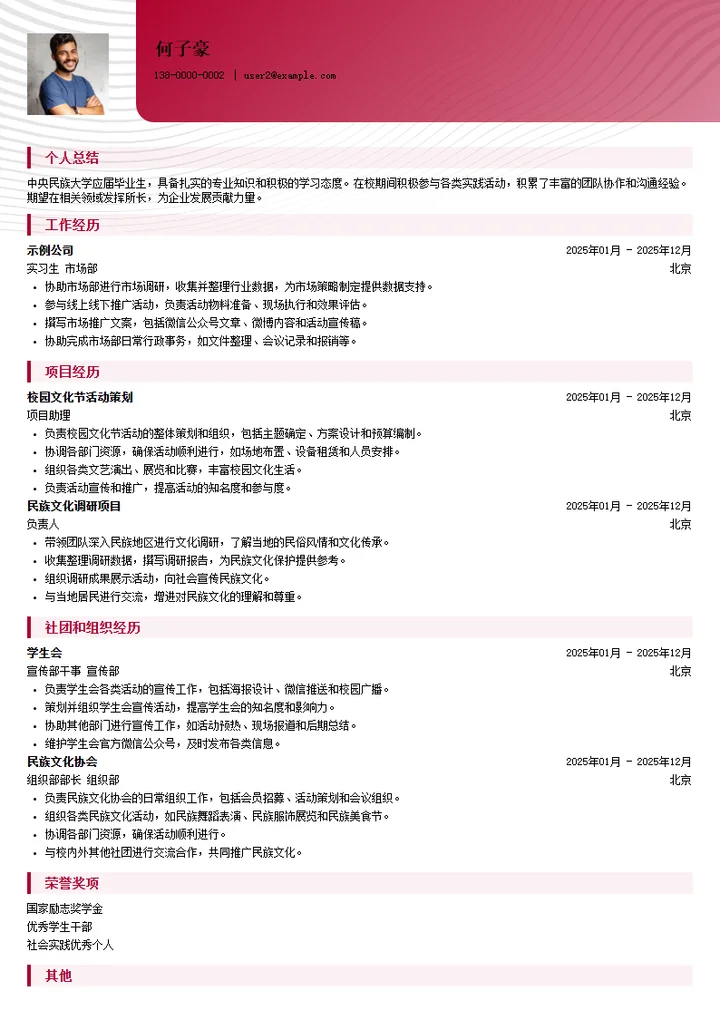 何子豪
138-0000-0002 | user2@example.com
个人总结
中央民族大学应届毕业生，具备扎实的专业知识和积极的学习态度。在校期间积极参与各类实践活动，积累了丰富的团队协作和沟通经验。
期望在相关领域发挥所长，为企业发展贡献力量。
工作经历
示例公司 2025年01月 - 2025年12月
实习生 市场部 北京
• 协助市场部进行市场调研，收集并整理行业数据，为市场策略制定提供数据支持。
• 参与线上线下推广活动，负责活动物料准备、现场执行和效果评估。
• 撰写市场推广文案，包括微信公众号文章、微博内容和活动宣传稿。
• 协助完成市场部日常行政事务，如文件整理、会议记录和报销等。
项目经历
校园文化节活动策划 2025年01月 - 2025年12月
项目助理 北京
• 负责校园文化节活动的整体策划和组织，包括主题确定、方案设计和预算编制。
• 协调各部门资源，确保活动顺利进行，如场地布置、设备租赁和人员安排。
• 组织各类文艺演出、展览和比赛，丰富校园文化生活。
• 负责活动宣传和推广，提高活动的知名度和参与度。
民族文化调研项目 2025年01月 - 2025年12月
负责人 北京
• 带领团队深入民族地区进行文化调研，了解当地的民俗风情和文化传承。
• 收集整理调研数据，撰写调研报告，为民族文化保护提供参考。
• 组织调研成果展示活动，向社会宣传民族文化。
• 与当地居民进行交流，增进对民族文化的理解和尊重。
社团和组织经历
学生会 2025年01月 - 2025年12月
宣传部干事 宣传部 北京
• 负责学生会各类活动的宣传工作，包括海报设计、微信推送和校园广播。
• 策划并组织学生会宣传活动，提高学生会的知名度和影响力。
• 协助其他部门进行宣传工作，如活动预热、现场报道和后期总结。
• 维护学生会官方微信公众号，及时发布各类信息。
民族文化协会 2025年01月 - 2025年12月
组织部部长 组织部 北京
• 负责民族文化协会的日常组织工作，包括会员招募、活动策划和会议组织。
• 组织各类民族文化活动，如民族舞蹈表演、民族服饰展览和民族美食节。
• 协调各部门资源，确保活动顺利进行。
• 与校内外其他社团进行交流合作，共同推广民族文化。
荣誉奖项
国家励志奖学金
优秀学生干部
社会实践优秀个人
其他